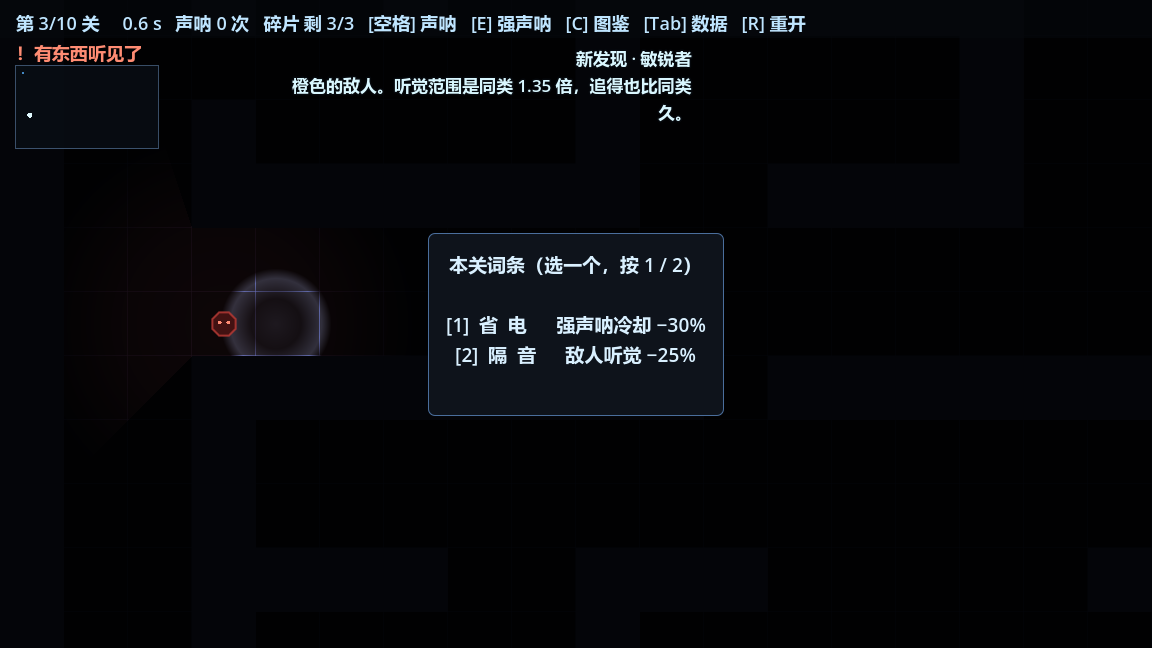 第 3/10 关 0.6 s 声呐 0 次 碎片 剩 3/3 [空格] 声呐 [E] 强声呐 [C] 图鉴 [Tab] 数据 [R] 重开
！有东西听见了
新发现 · 敏锐者
橙色的敌人。听觉范围是同类 1.35 倍，追得也比同类
久。
本关词条（选一个，按 1 / 2）
[1] 省 电 强声呐冷却 −30%
[2] 隔 音 敌人听觉 −25%